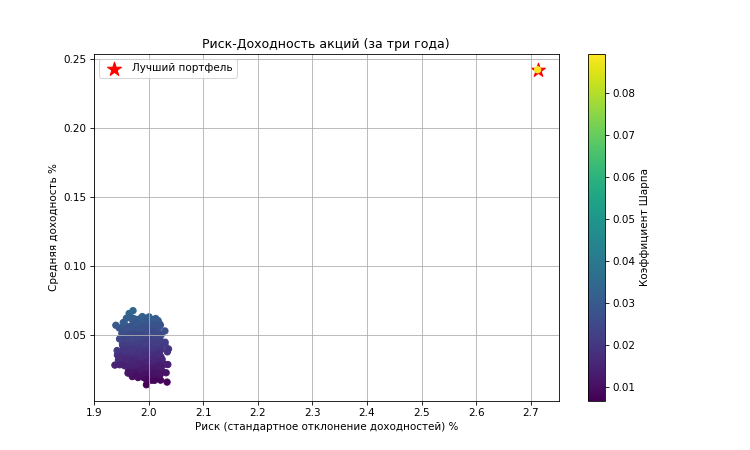 Риск-Доходность акций (за три года)
Лучший портфель
0.25
0.20
0.15
0.10
0.05
Средняя доходность %
1.9 2.0 2.1 2.2 2.3 2.4 2.5 2.6 2.7
Риск (стандартное отклонение доходностей) %
0.08
0.07
0.06
0.05
0.04
0.03
0.02
0.01
Коэффициент Шарпа